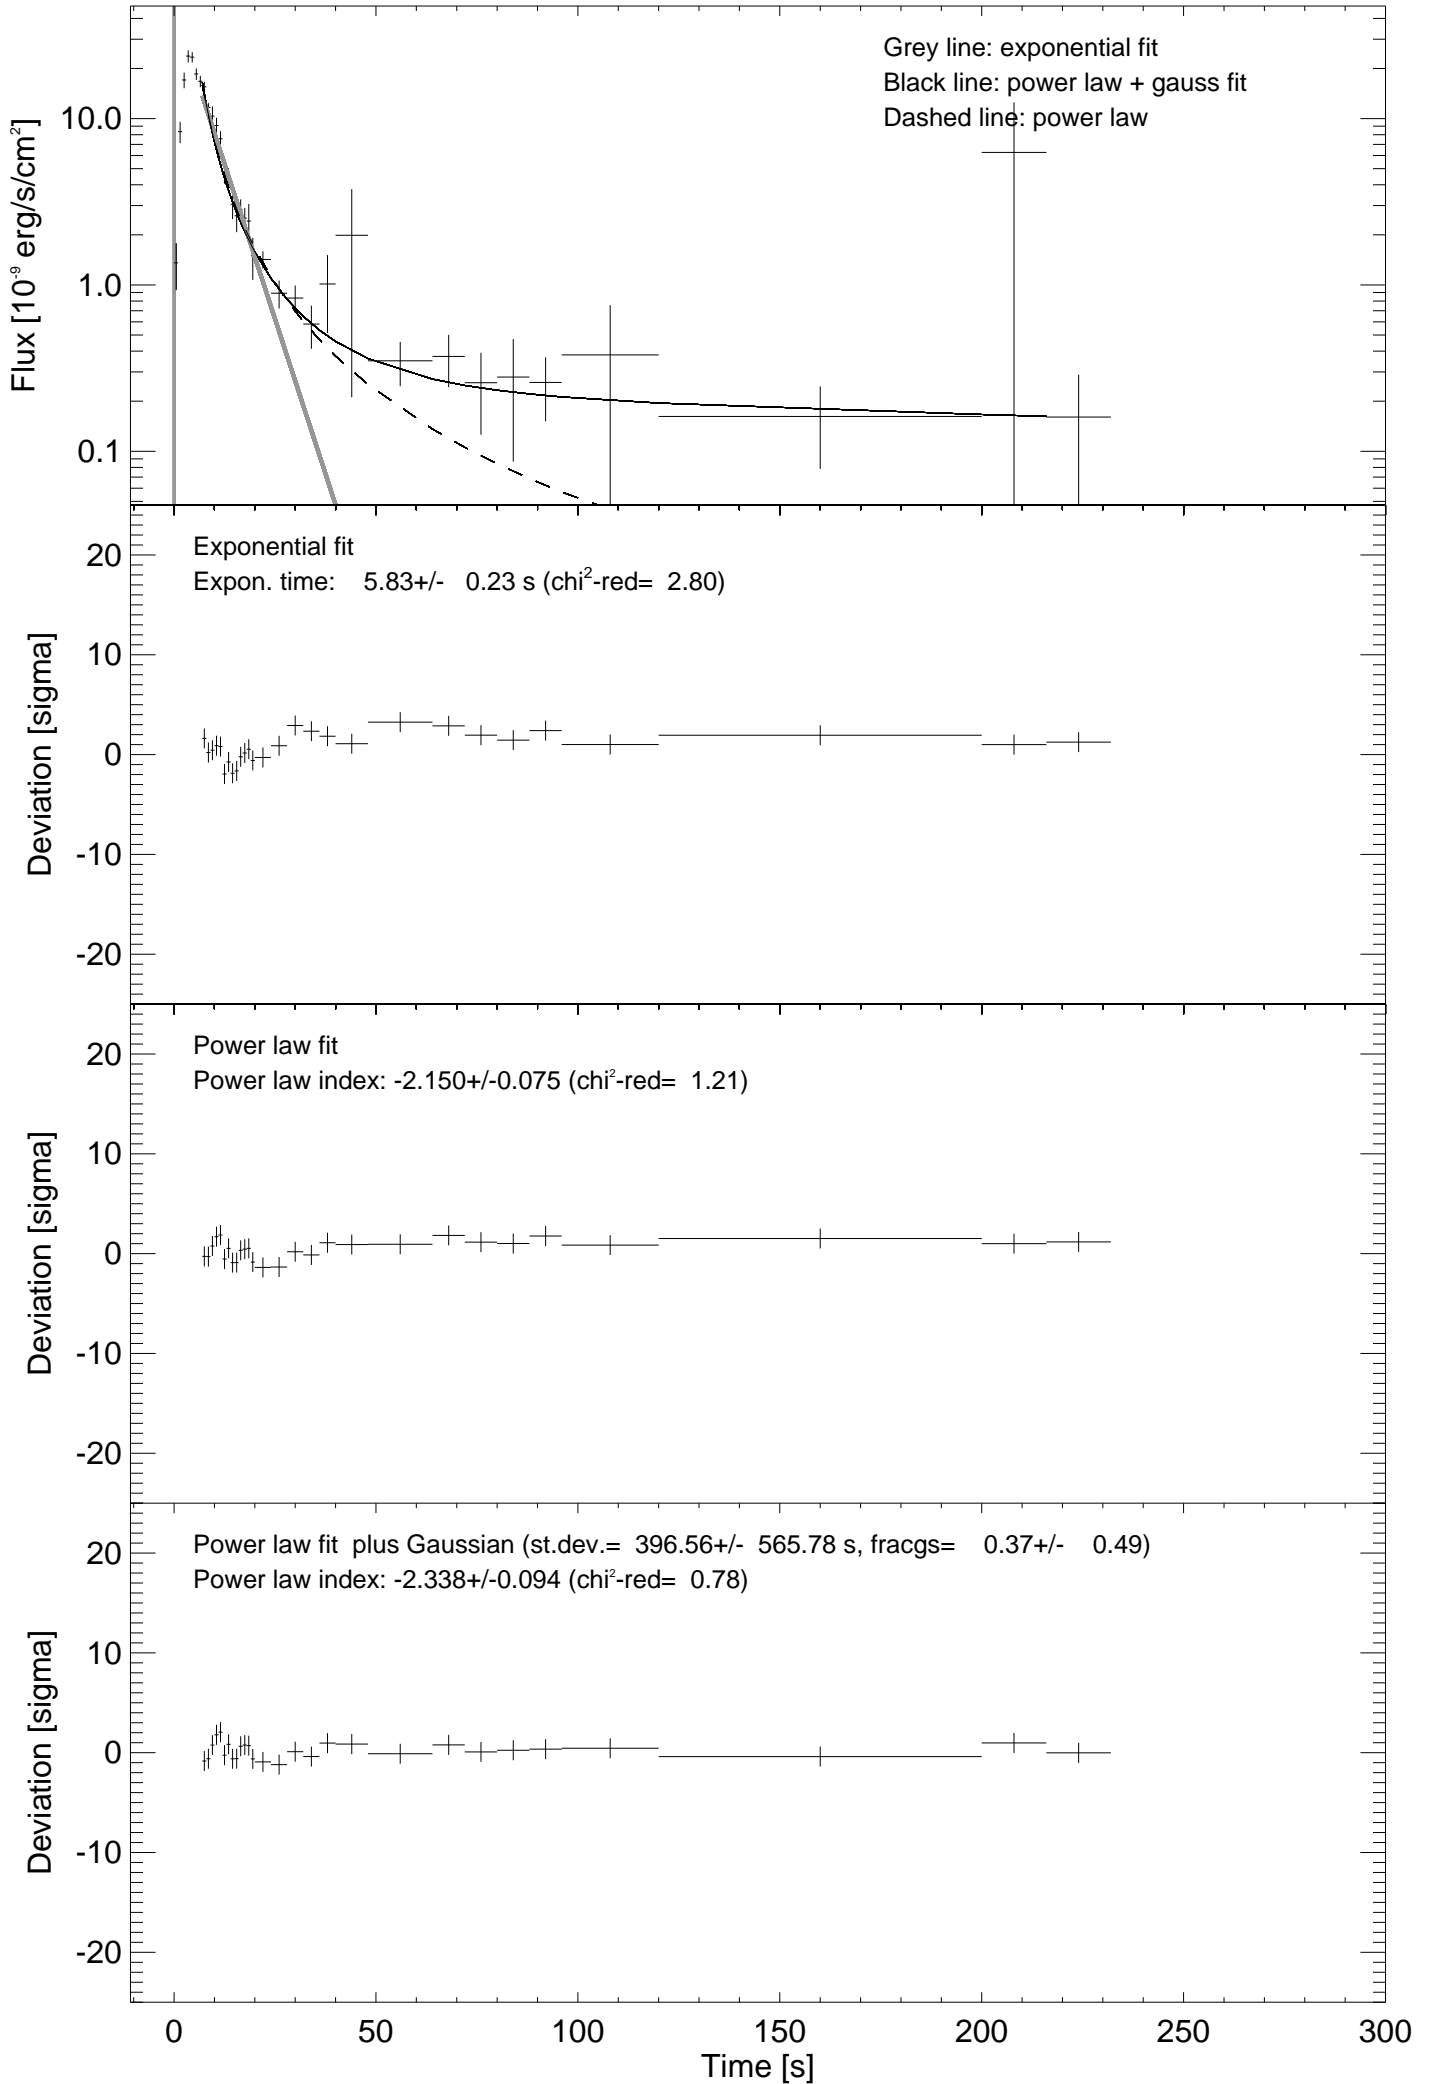 Grey line: exponential fit
Black line: power law + gauss fit
Dashed line: power law
Flux [10⁻⁹ erg/s/cm²]
10.0
1.0
0.1
Exponential fit
Expon. time: 5.83+/- 0.23 s (chi²-red= 2.80)
Deviation [sigma]
20
10
0
-10
-20
Power law fit
Power law index: -2.150+/-0.075 (chi²-red= 1.21)
Deviation [sigma]
20
10
0
-10
-20
Power law fit plus Gaussian (st.dev.= 396.56+/- 565.78 s, fracgs= 0.37+/- 0.49)
Power law index: -2.338+/-0.094 (chi²-red= 0.78)
Deviation [sigma]
20
10
0
-10
-20
0 50 100 150 200 250 300
Time [s]